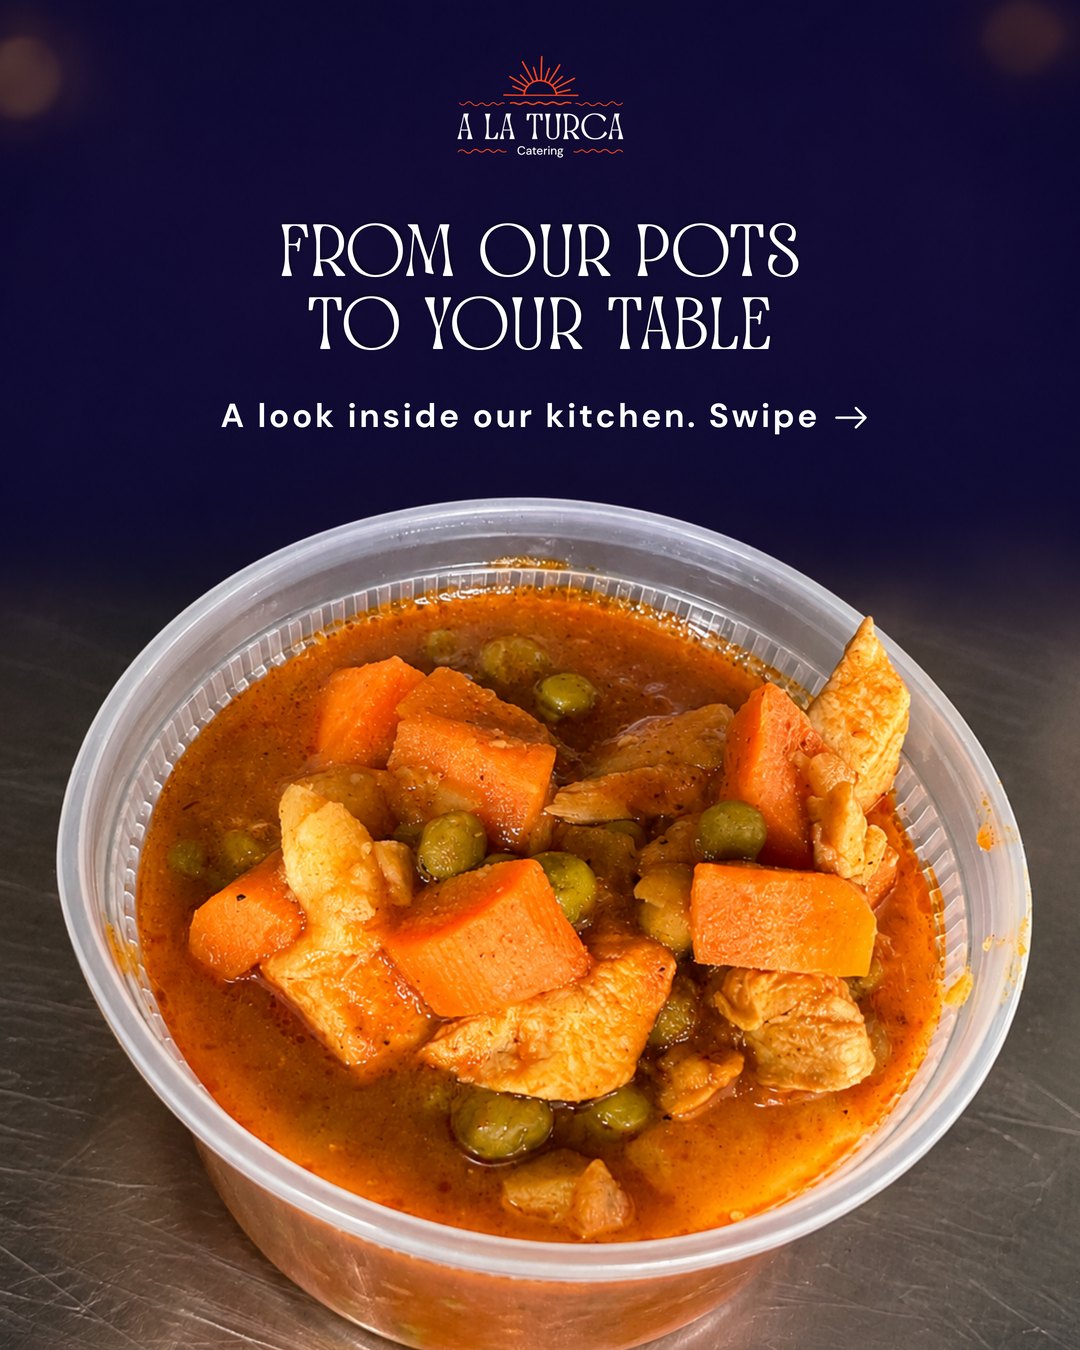 A LA TURCA
Catering
FROM OUR POTS
TO YOUR TABLE
A look inside our kitchen. Swipe →